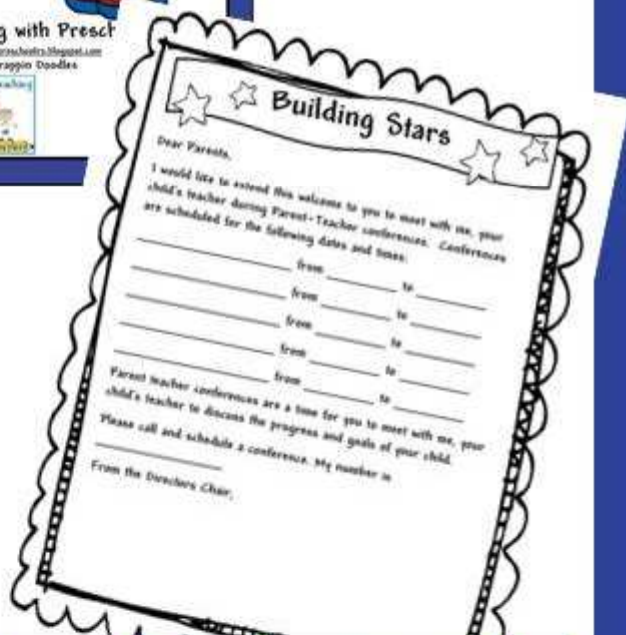 g with Presch
raggin Doodles
Building Stars
Dear Parents,
I would like to extend this welcome to you to meet with me, your
child's teacher during Parent-Teacher conferences. Conferences
are scheduled for the following dates and times:
from to
from to
from to
from to
from to
Parent teacher conferences are a time for you to meet with me, your
child's teacher to discuss the progress and goals of your child.
Please call and schedule a conference. My number is
From the Directors Chair,